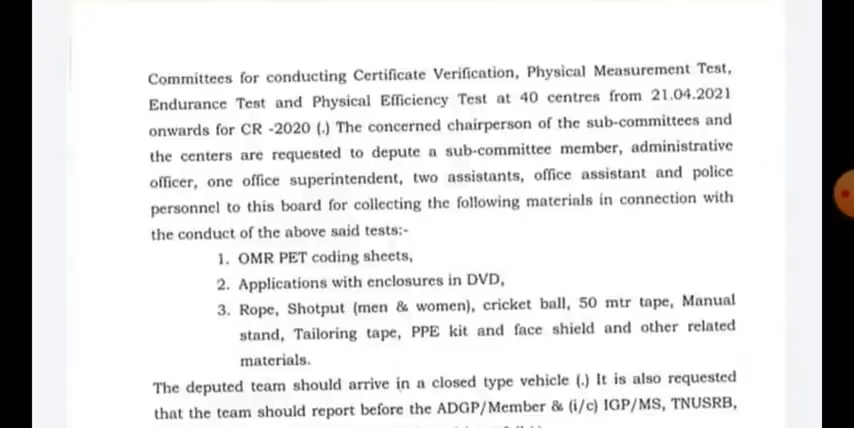 Committees for conducting Certificate Verification, Physical Measurement Test,
Endurance Test and Physical Efficiency Test at 40 centres from 21.04.2021
onwards for CR -2020 (.) The concerned chairperson of the sub-committees and
the centers are requested to depute a sub-committee member, administrative
officer, one office superintendent, two assistants, office assistant and police
personnel to this board for collecting the following materials in connection with
the conduct of the above said tests:-
1. OMR PET coding sheets,
2. Applications with enclosures in DVD,
3. Rope, Shotput (men & women), cricket ball, 50 mtr tape, Manual
stand, Tailoring tape, PPE kit and face shield and other related
materials.
The deputed team should arrive in a closed type vehicle (.) It is also requested
that the team should report before the ADGP/Member & (i/c) IGP/MS, TNUSRB,